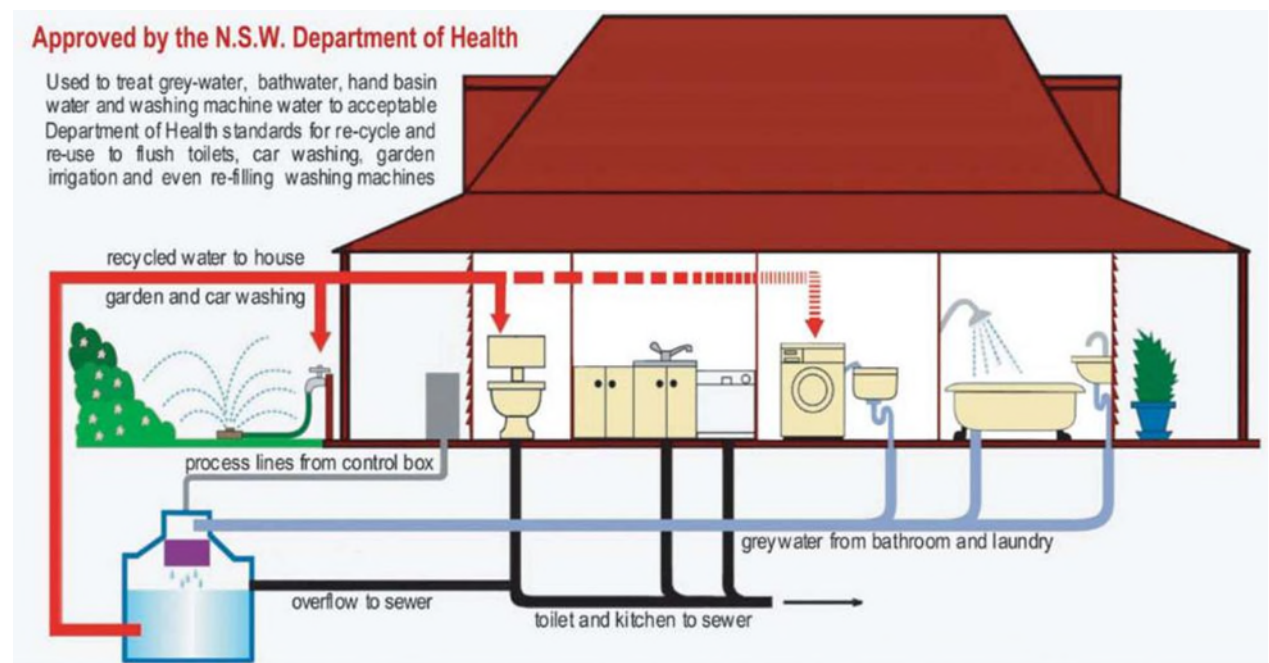 Approved by the N.S.W. Department of Health
Used to treat grey-water, bathwater, hand basin
water and washing machine water to acceptable
Department of Health standards for re-cycle and
re-use to flush toilets, car washing, garden
irrigation and even re-filling washing machines
recycled water to house
garden and car washing
process lines from control box
greywater from bathroom and laundry
overflow to sewer
toilet and kitchen to sewer